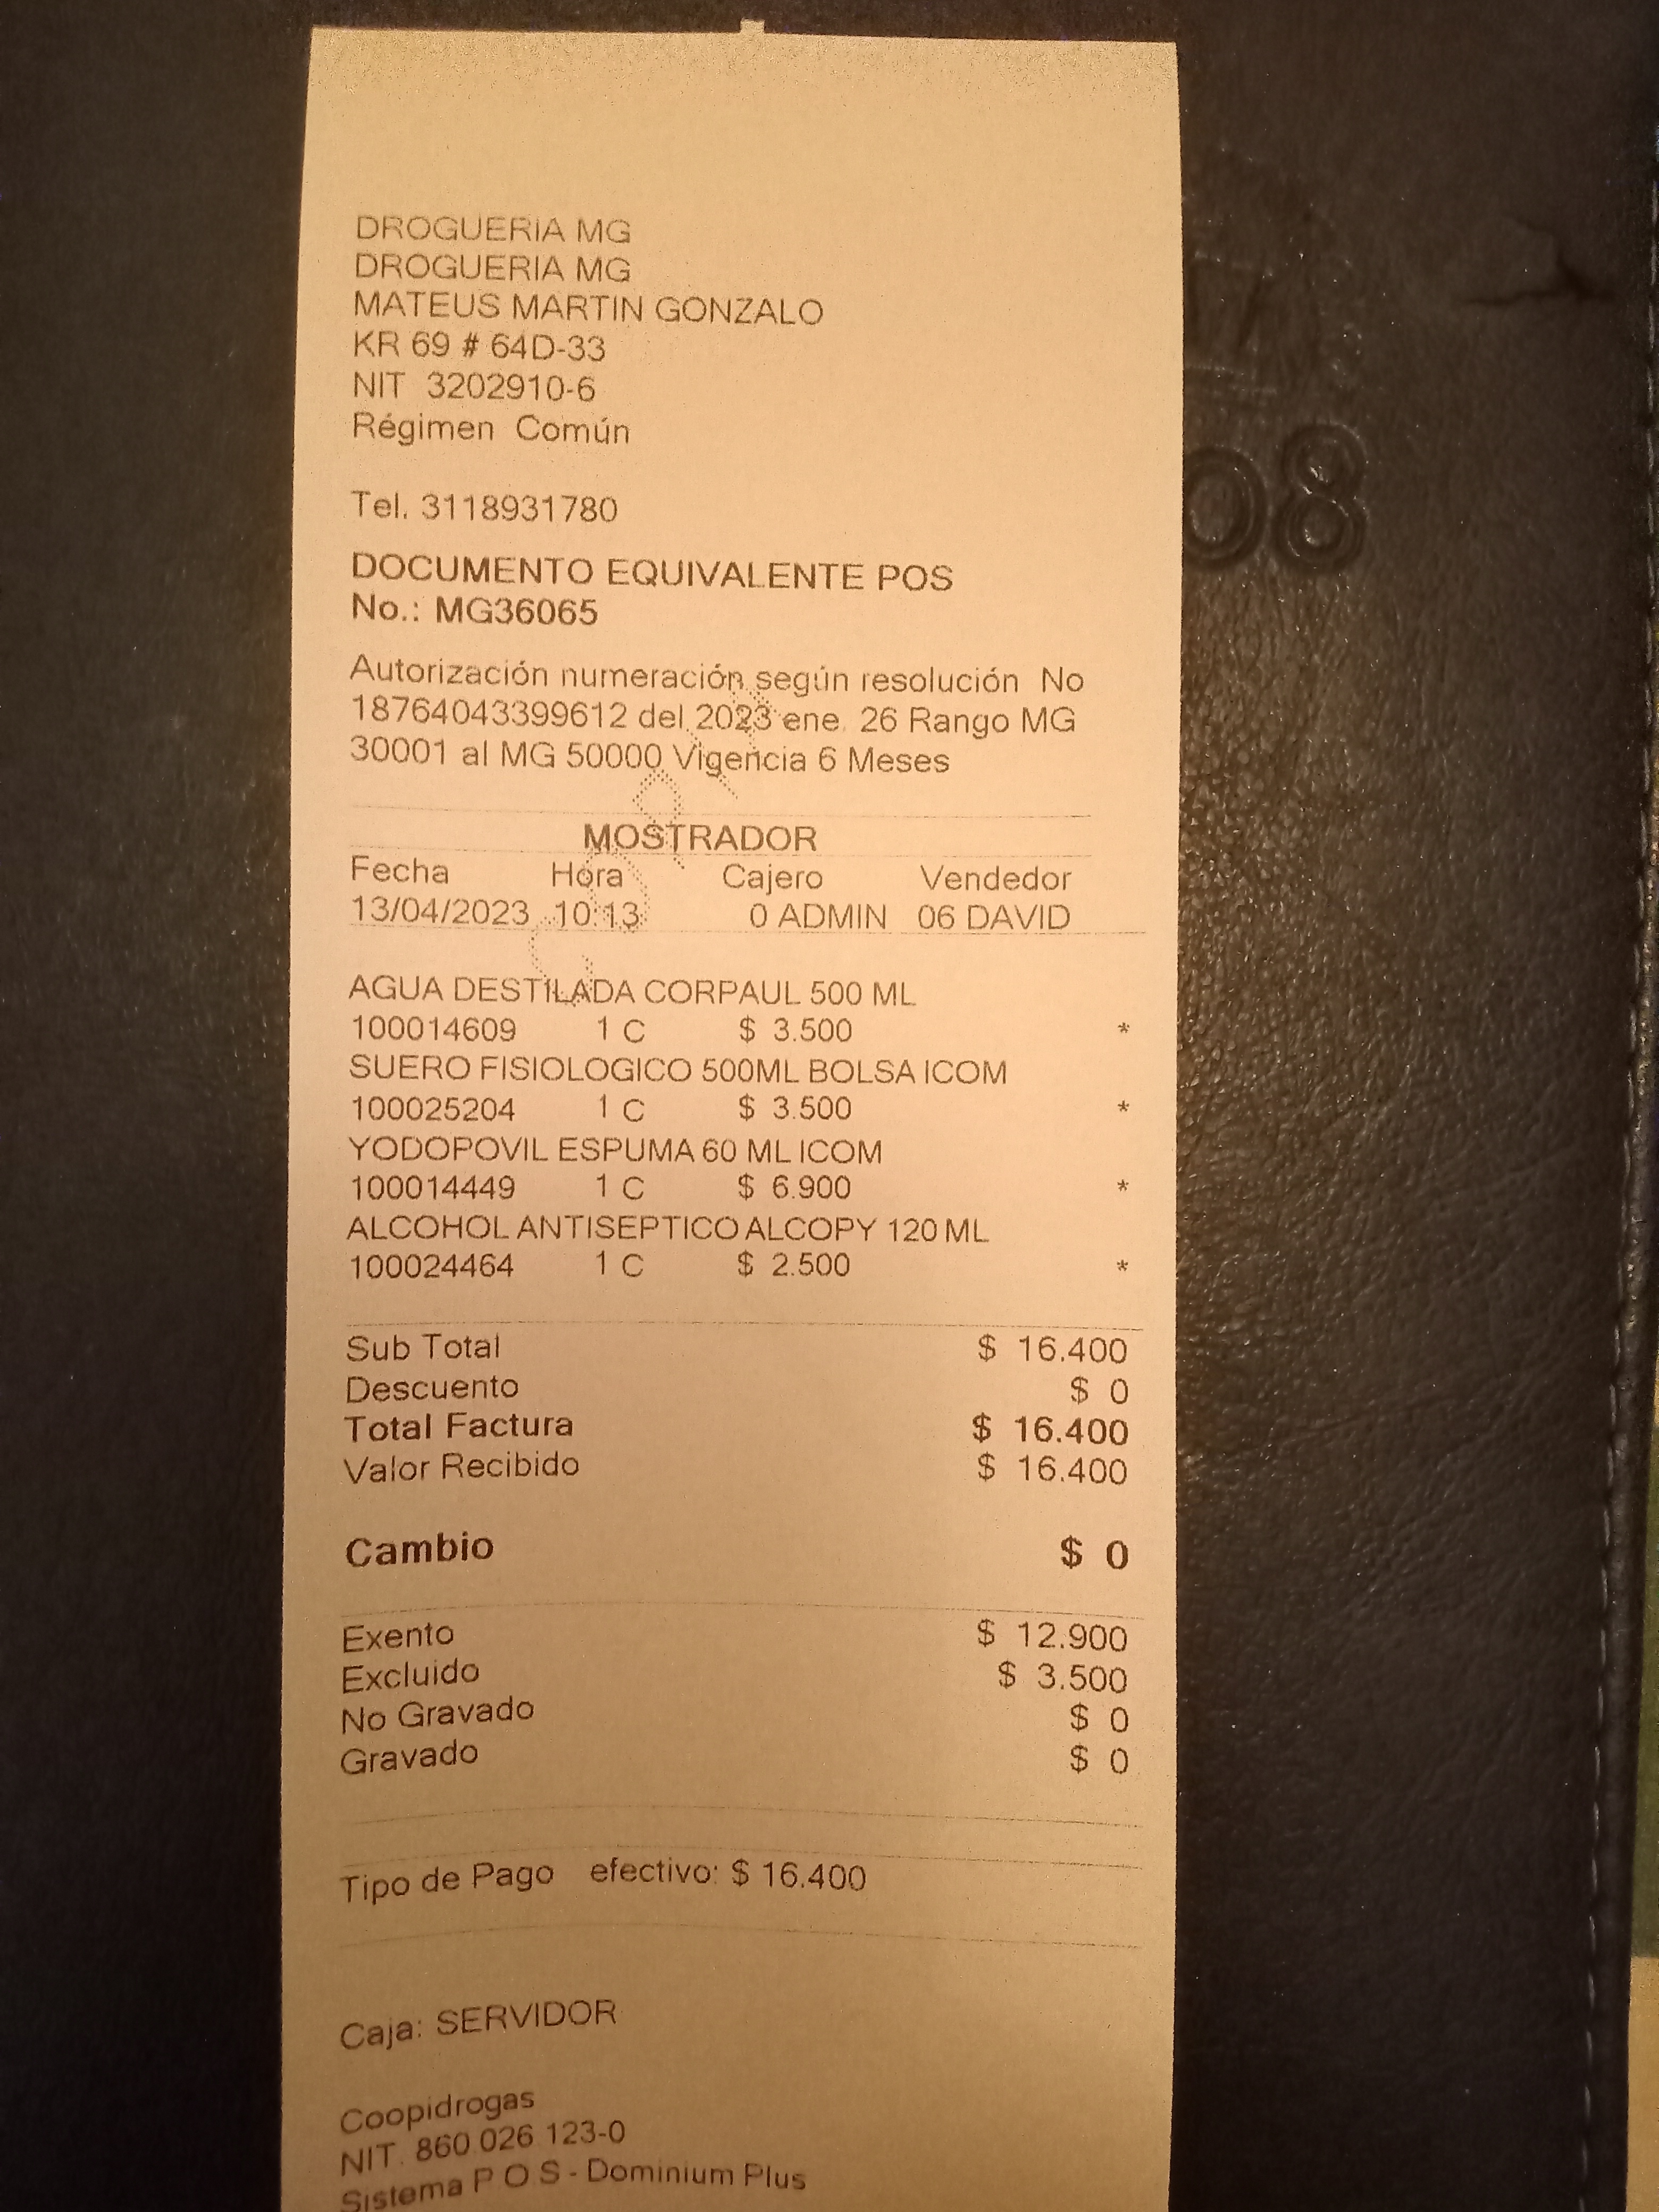 DROGUERIA MG
DROGUERIA MG
MATEUS MARTIN GONZALO
KR 69 # 64D-33
NIT 3202910-6
Régimen Común
Tel. 3118931780
DOCUMENTO EQUIVALENTE POS
No.: MG36065
Autorización numeración según resolución No
18764043399612 del 2023 ene. 26 Rango MG
30001 al MG 50000 Vigencia 6 Meses
MOSTRADOR
Fecha Hora Cajero Vendedor
13/04/2023 10:13 0 ADMIN 06 DAVID
AGUA DESTILADA CORPAUL 500 ML
100014609 1 C $ 3.500 *
SUERO FISIOLOGICO 500ML BOLSA ICOM
100025204 1 C $ 3.500 *
YODOPOVIL ESPUMA 60 ML ICOM
100014449 1 C $ 6.900 *
ALCOHOL ANTISEPTICO ALCOPY 120 ML
100024464 1 C $ 2.500 *
Sub Total $ 16.400
Descuento $ 0
Total Factura $ 16.400
Valor Recibido $ 16.400
Cambio $ 0
Exento $ 12.900
Excluido $ 3.500
No Gravado $ 0
Gravado $ 0
Tipo de Pago efectivo: $ 16.400
Caja: SERVIDOR
Coopidrogas
NIT. 860 026 123-0
Sistema P O S - Dominium Plus
08